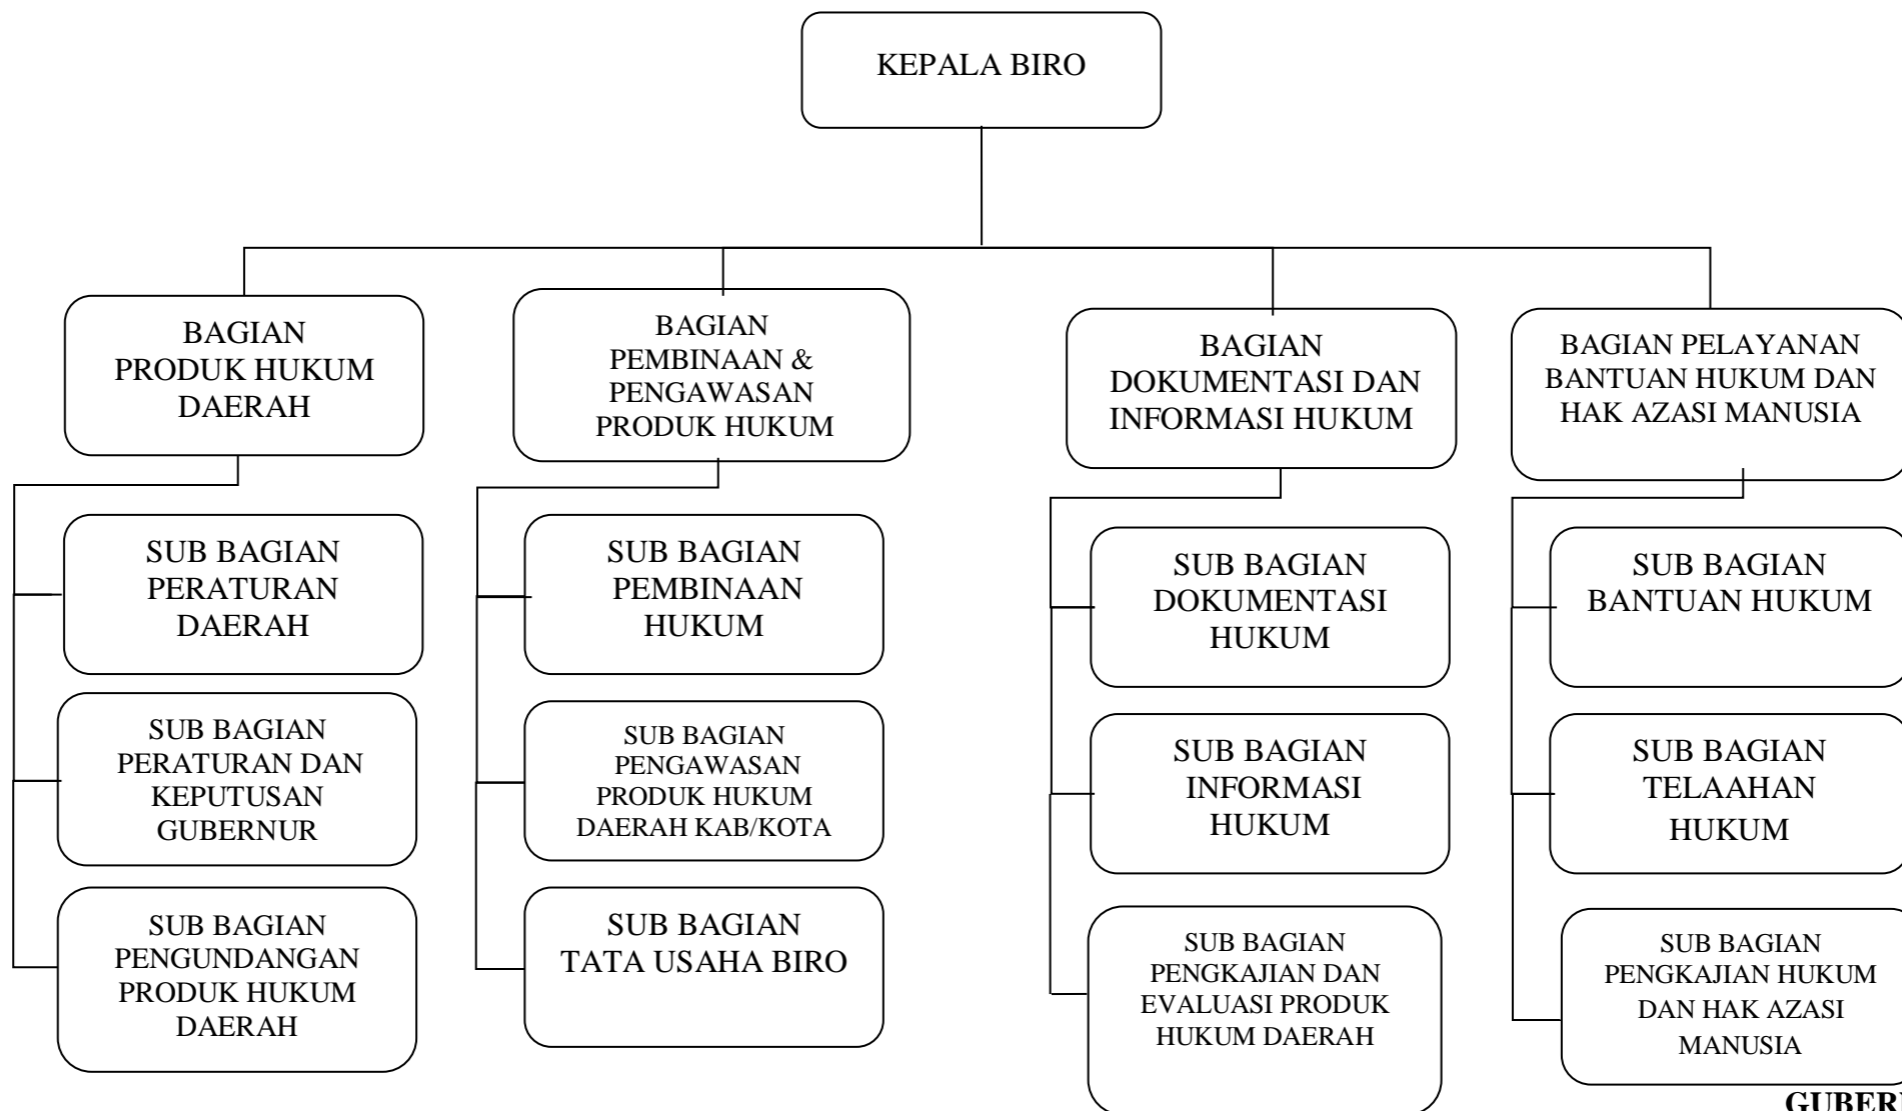 KEPALA BIRO
BAGIAN
PRODUK HUKUM
DAERAH
BAGIAN
PEMBINAAN &
PENGAWASAN
PRODUK HUKUM
BAGIAN
DOKUMENTASI DAN
INFORMASI HUKUM
BAGIAN PELAYANAN
BANTUAN HUKUM DAN
HAK AZASI MANUSIA
SUB BAGIAN
PERATURAN
DAERAH
SUB BAGIAN
PEMBINAAN
HUKUM
SUB BAGIAN
DOKUMENTASI
HUKUM
SUB BAGIAN
BANTUAN HUKUM
SUB BAGIAN
PERATURAN DAN
KEPUTUSAN
GUBERNUR
SUB BAGIAN
PENGAWASAN
PRODUK HUKUM
DAERAH KAB/KOTA
SUB BAGIAN
INFORMASI
HUKUM
SUB BAGIAN
TELAAHAN
HUKUM
SUB BAGIAN
PENGUNDANGAN
PRODUK HUKUM
DAERAH
SUB BAGIAN
TATA USAHA BIRO
SUB BAGIAN
PENGKAJIAN DAN
EVALUASI PRODUK
HUKUM DAERAH
SUB BAGIAN
PENGKAJIAN HUKUM
DAN HAK AZASI
MANUSIA